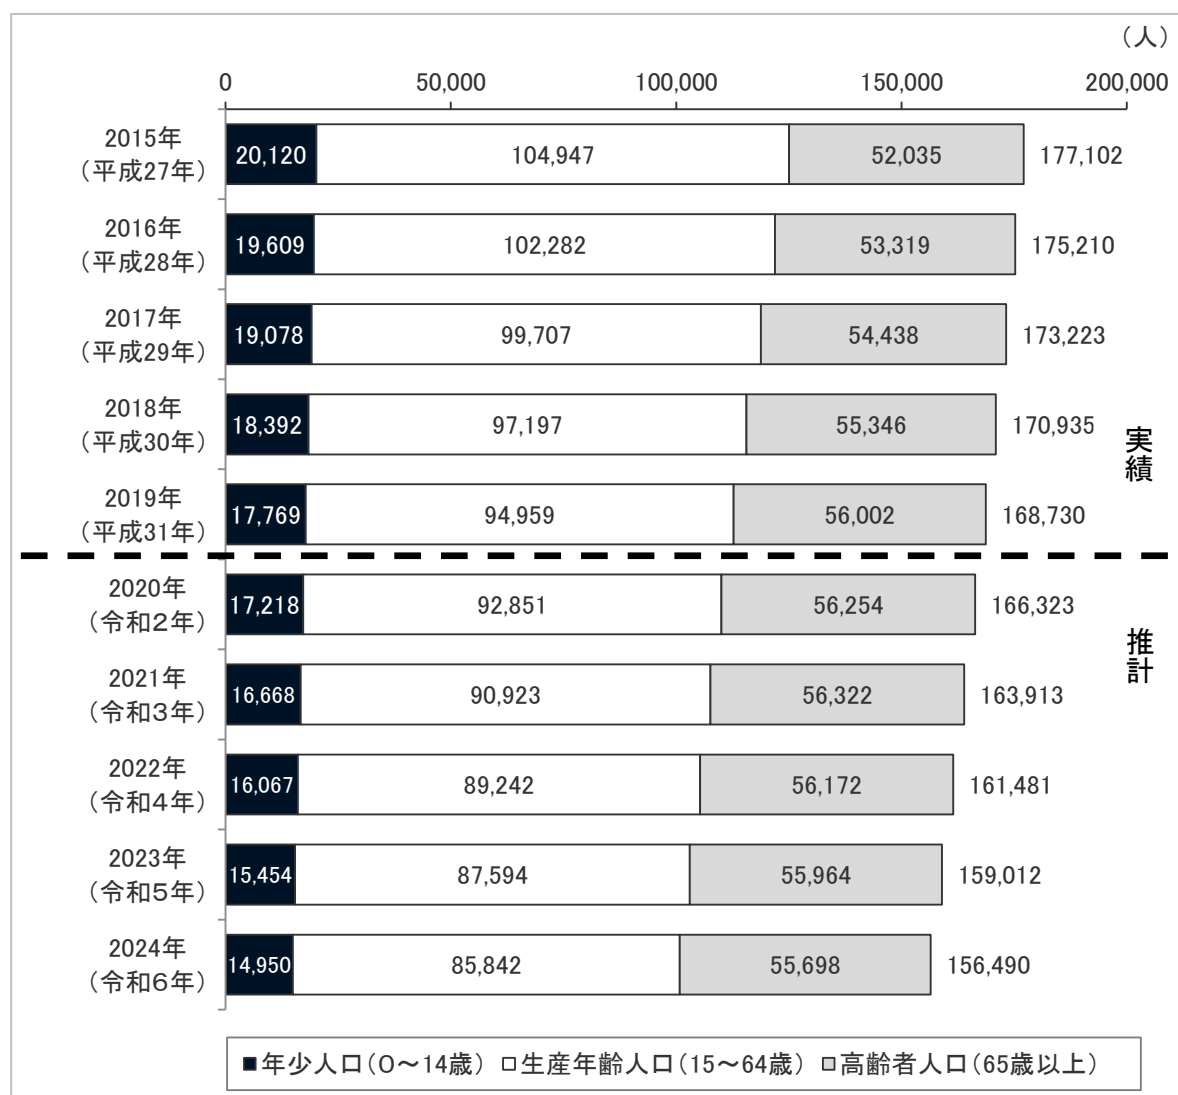 （人）
0 50,000 100,000 150,000 200,000
2015年
（平成27年）
20,120 104,947 52,035 177,102
2016年
（平成28年）
19,609 102,282 53,319 175,210
2017年
（平成29年）
19,078 99,707 54,438 173,223
2018年
（平成30年）
18,392 97,197 55,346 170,935
実績
2019年
（平成31年）
17,769 94,959 56,002 168,730
2020年
（令和２年）
17,218 92,851 56,254 166,323
推計
2021年
（令和３年）
16,668 90,923 56,322 163,913
2022年
（令和４年）
16,067 89,242 56,172 161,481
2023年
（令和５年）
15,454 87,594 55,964 159,012
2024年
（令和６年）
14,950 85,842 55,698 156,490
年少人口（０～14歳） 生産年齢人口（15～64歳） 高齢者人口（65歳以上）